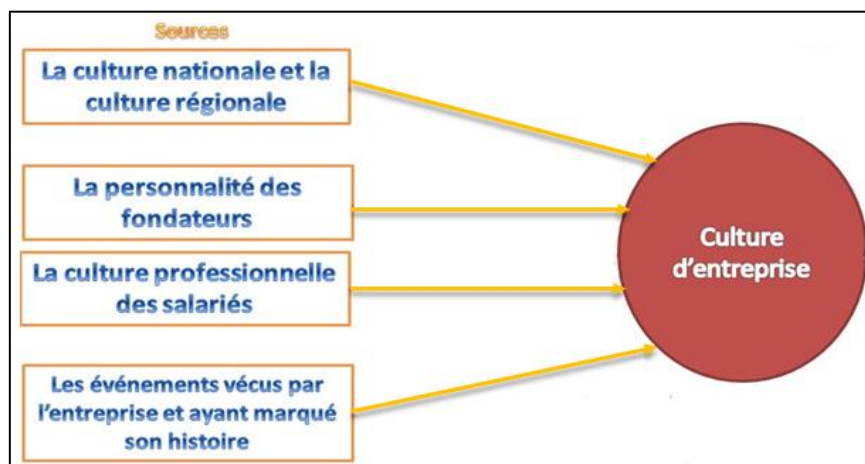 Sources
La culture nationale et la
culture régionale
La personnalité des
fondateurs
La culture professionnelle
des salariés
Les événements vécus par
l’entreprise et ayant marqué
son histoire
Culture
d’entreprise